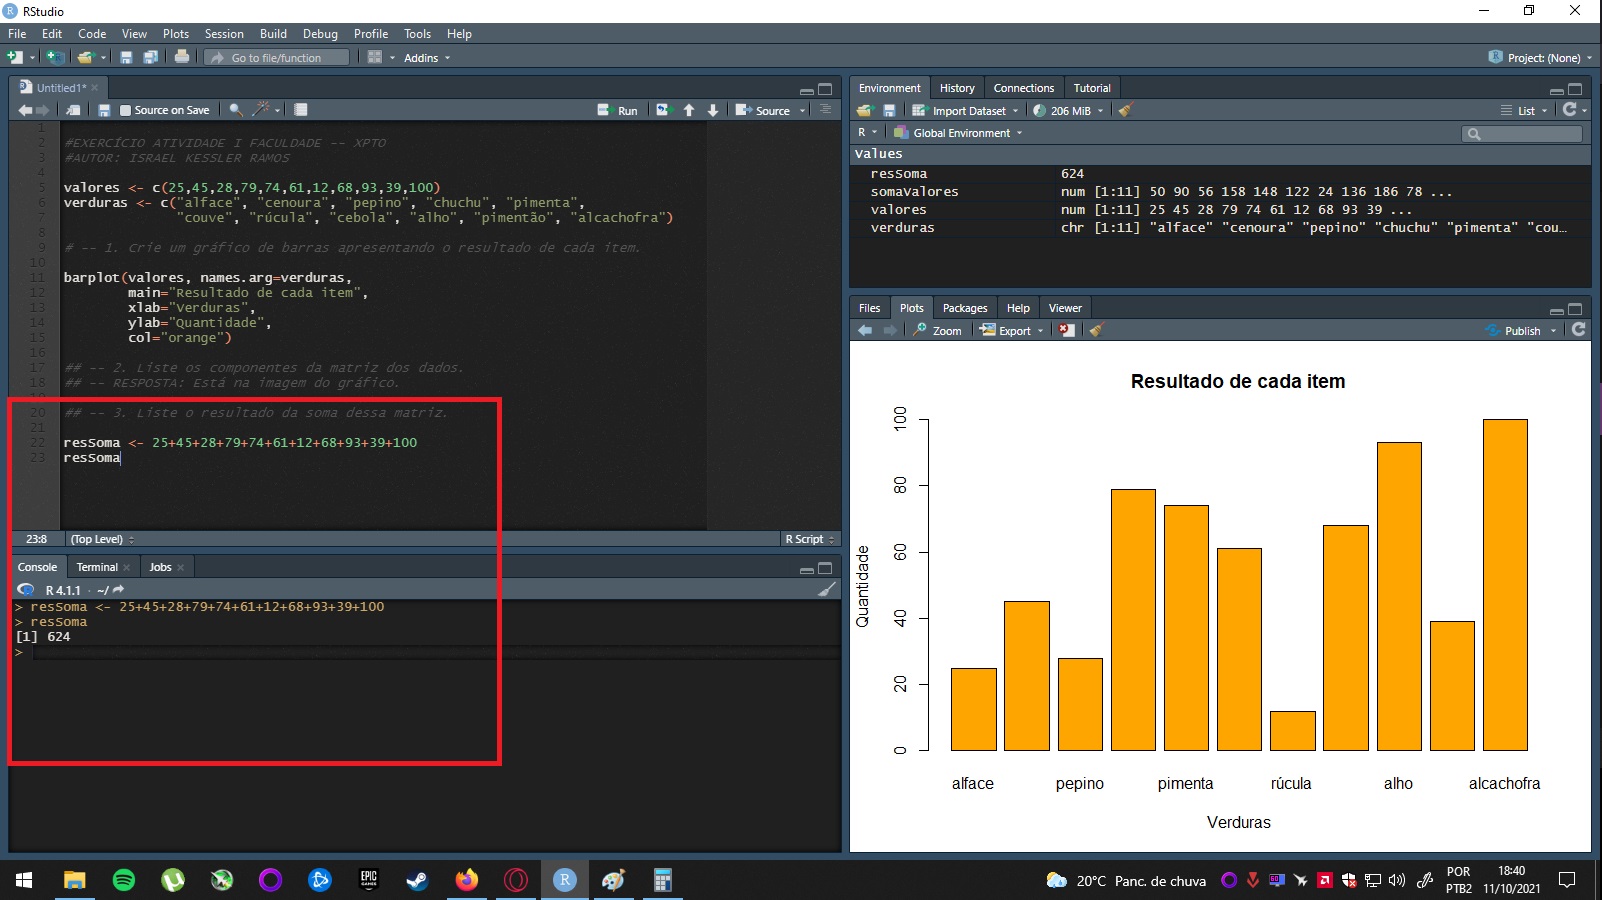 RStudio
File Edit Code View Plots Session Build Debug Profile Tools Help
Go to file/function Addins Project: (None)
Untitled1*
Source on Save Run Source
1
2 #EXERCÍCIO ATIVIDADE I FACULDADE -- XPTO
3 #AUTOR: ISRAEL KESSLER RAMOS
4
5 valores <- c(25,45,28,79,74,61,12,68,93,39,100)
6 verduras <- c("alface", "cenoura", "pepino", "chuchu", "pimenta",
7 "couve", "rúcula", "cebola", "alho", "pimentão", "alcachofra")
8
9 # -- 1. Crie um gráfico de barras apresentando o resultado de cada item.
10
11 barplot(valores, names.arg=verduras,
12 main="Resultado de cada item",
13 xlab="Verduras",
14 ylab="Quantidade",
15 col="orange")
16
17 ## -- 2. Liste os componentes da matriz dos dados.
18 ## -- RESPOSTA: Está na imagem do gráfico.
20 ## -- 3. Liste o resultado da soma dessa matriz.
21
22 resSoma <- 25+45+28+79+74+61+12+68+93+39+100
23 resSoma
23:8 (Top Level) R Script
Console Terminal Jobs
R 4.1.1 · ~/
> resSoma <- 25+45+28+79+74+61+12+68+93+39+100
> resSoma
[1] 624
>
Environment History Connections Tutorial
Import Dataset 206 MiB List
R Global Environment
Values
resSoma 624
somaValores num [1:11] 50 90 56 158 148 122 24 136 186 78 ...
valores num [1:11] 25 45 28 79 74 61 12 68 93 39 ...
verduras chr [1:11] "alface" "cenoura" "pepino" "chuchu" "pimenta" "cou...
Files Plots Packages Help Viewer
Zoom Export Publish
Resultado de cada item
100
80
60
40
20
0
Quantidade
alface pepino pimenta rúcula alho alcachofra
Verduras
EPIC GAMES
R
20°C Panc. de chuva
POR
PTB2
18:40
11/10/2021